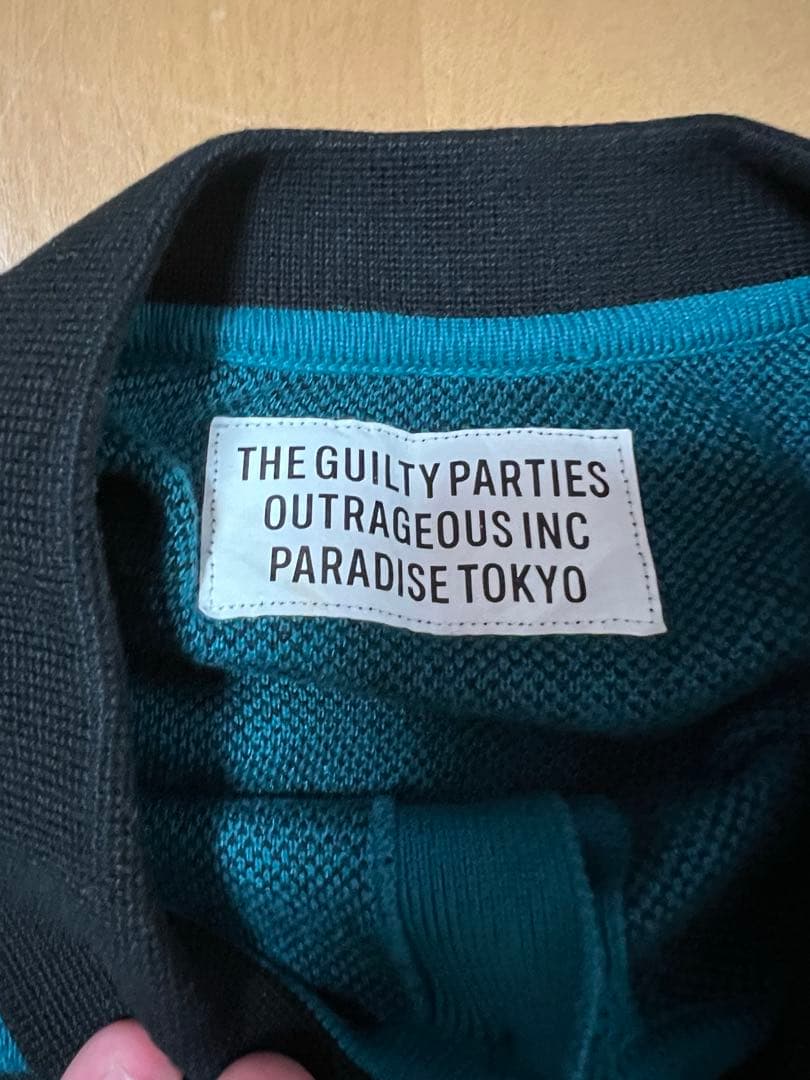 THE GUILTY PARTIES
OUTRAGEOUS INC
PARADISE TOKYO